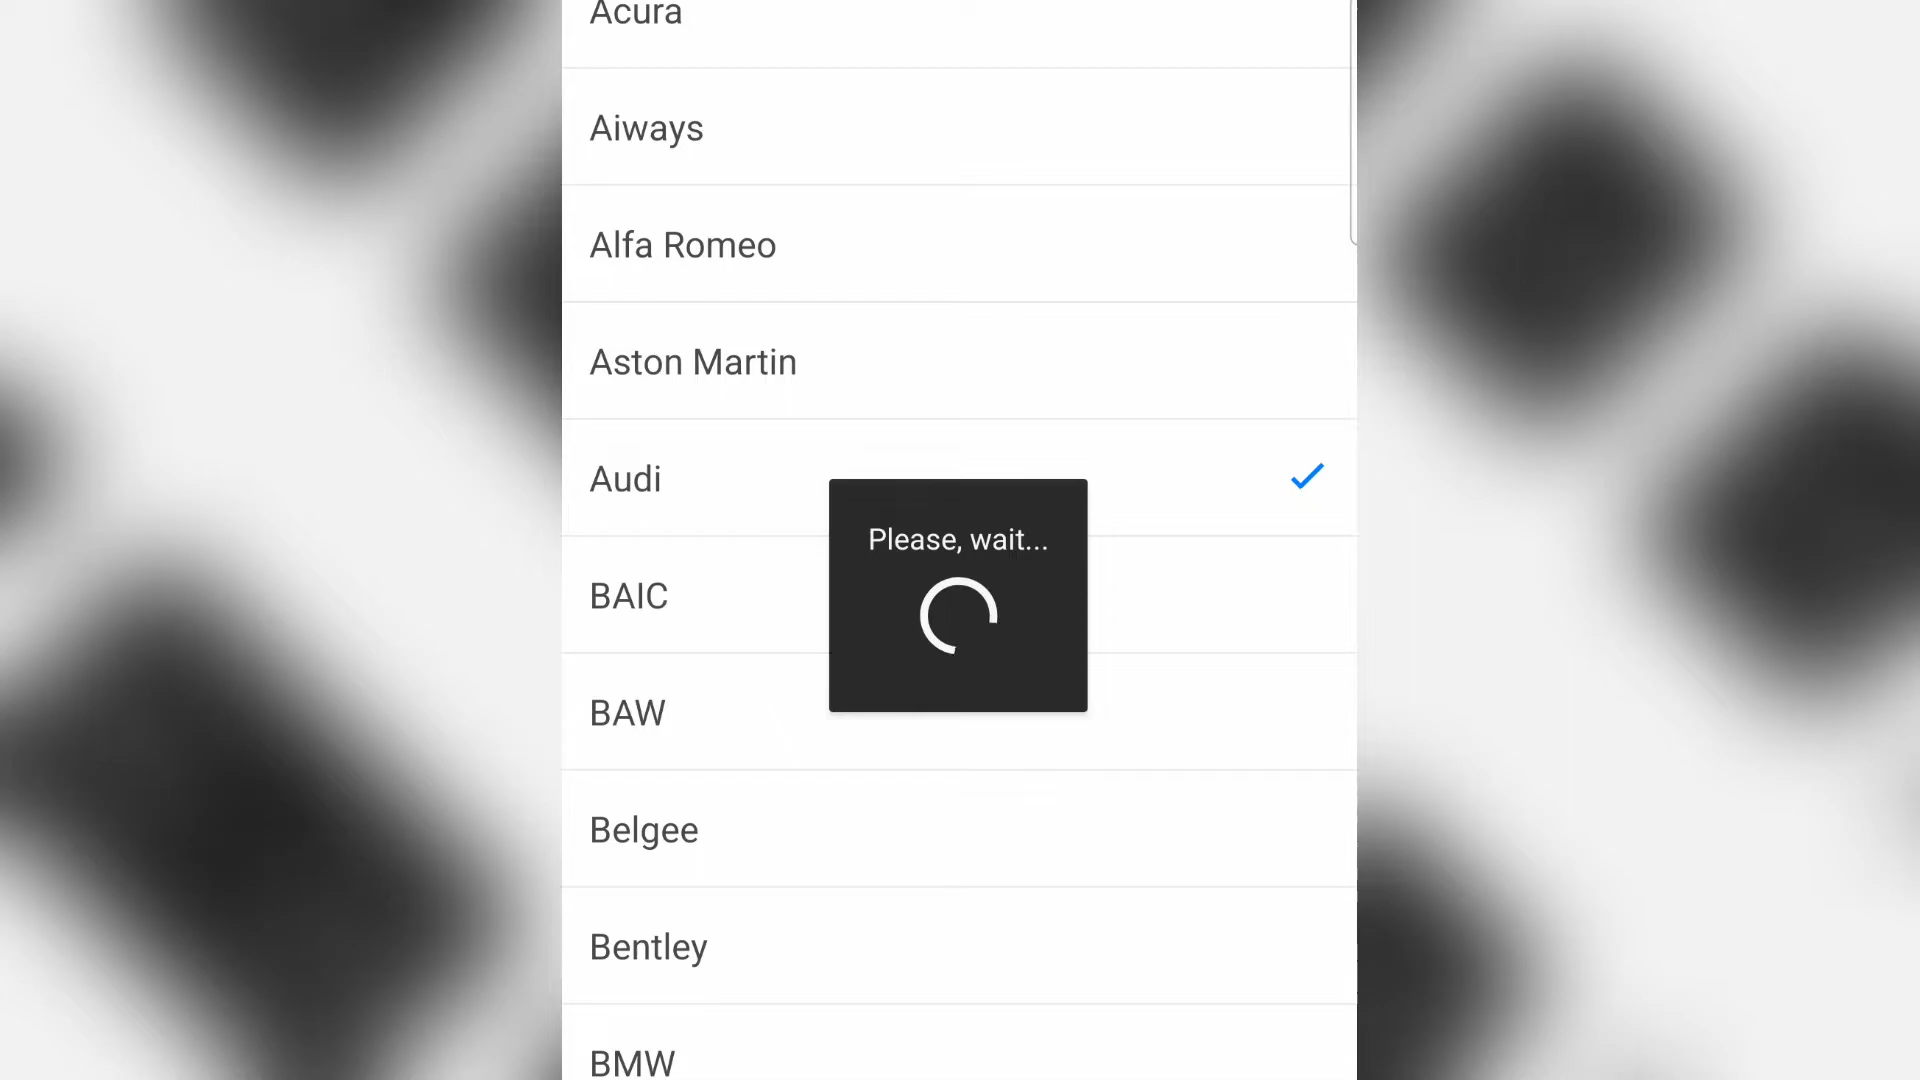 Acura
Aiways
Alfa Romeo
Aston Martin
Audi
Please, wait...
BAIC
BAW
Belgee
Bentley
BMW